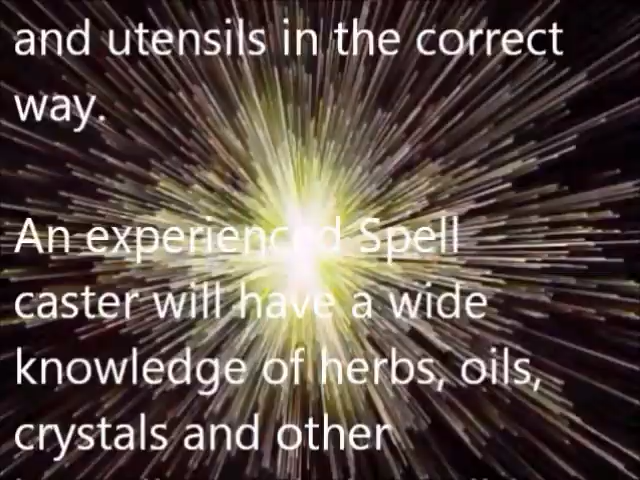 and utensils in the correct
way.
An experienced Spell
caster will have a wide
knowledge of herbs, oils,
crystals and other